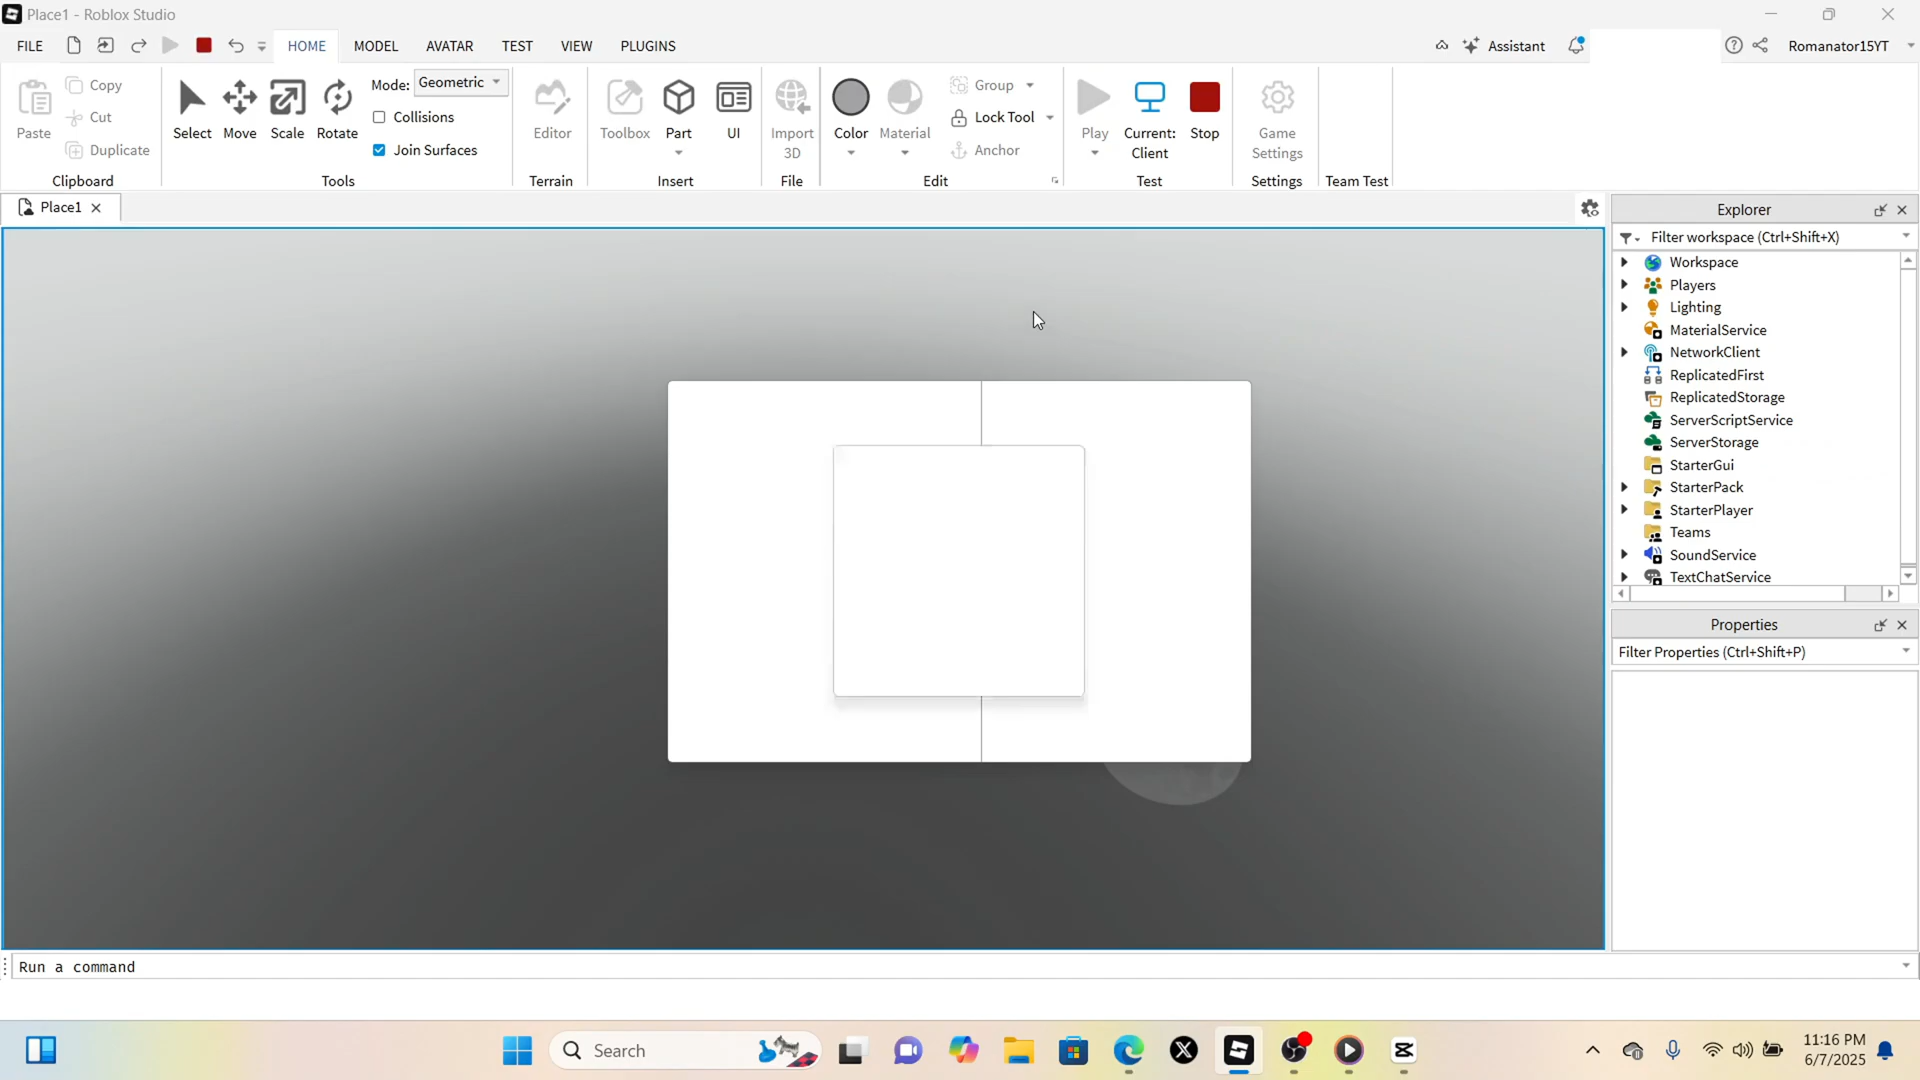 Place1 - Roblox Studio
FILE HOME MODEL AVATAR TEST VIEW PLUGINS Assistant Romanator15YT
Paste Copy Cut Duplicate
Clipboard
Select Move Scale Rotate
Mode: Geometric
Collisions
Join Surfaces
Tools
Editor
Terrain
Toolbox Part UI
Insert
Import 3D
File
Color Material
Group
Lock Tool
Anchor
Edit
Play Current: Client Stop
Test
Game Settings
Settings
Team Test
Place1
Explorer
Filter workspace (Ctrl+Shift+X)
Workspace
Players
Lighting
MaterialService
NetworkClient
ReplicatedFirst
ReplicatedStorage
ServerScriptService
ServerStorage
StarterGui
StarterPack
StarterPlayer
Teams
SoundService
TextChatService
Properties
Filter Properties (Ctrl+Shift+P)
Run a command
Search
11:16 PM
6/7/2025